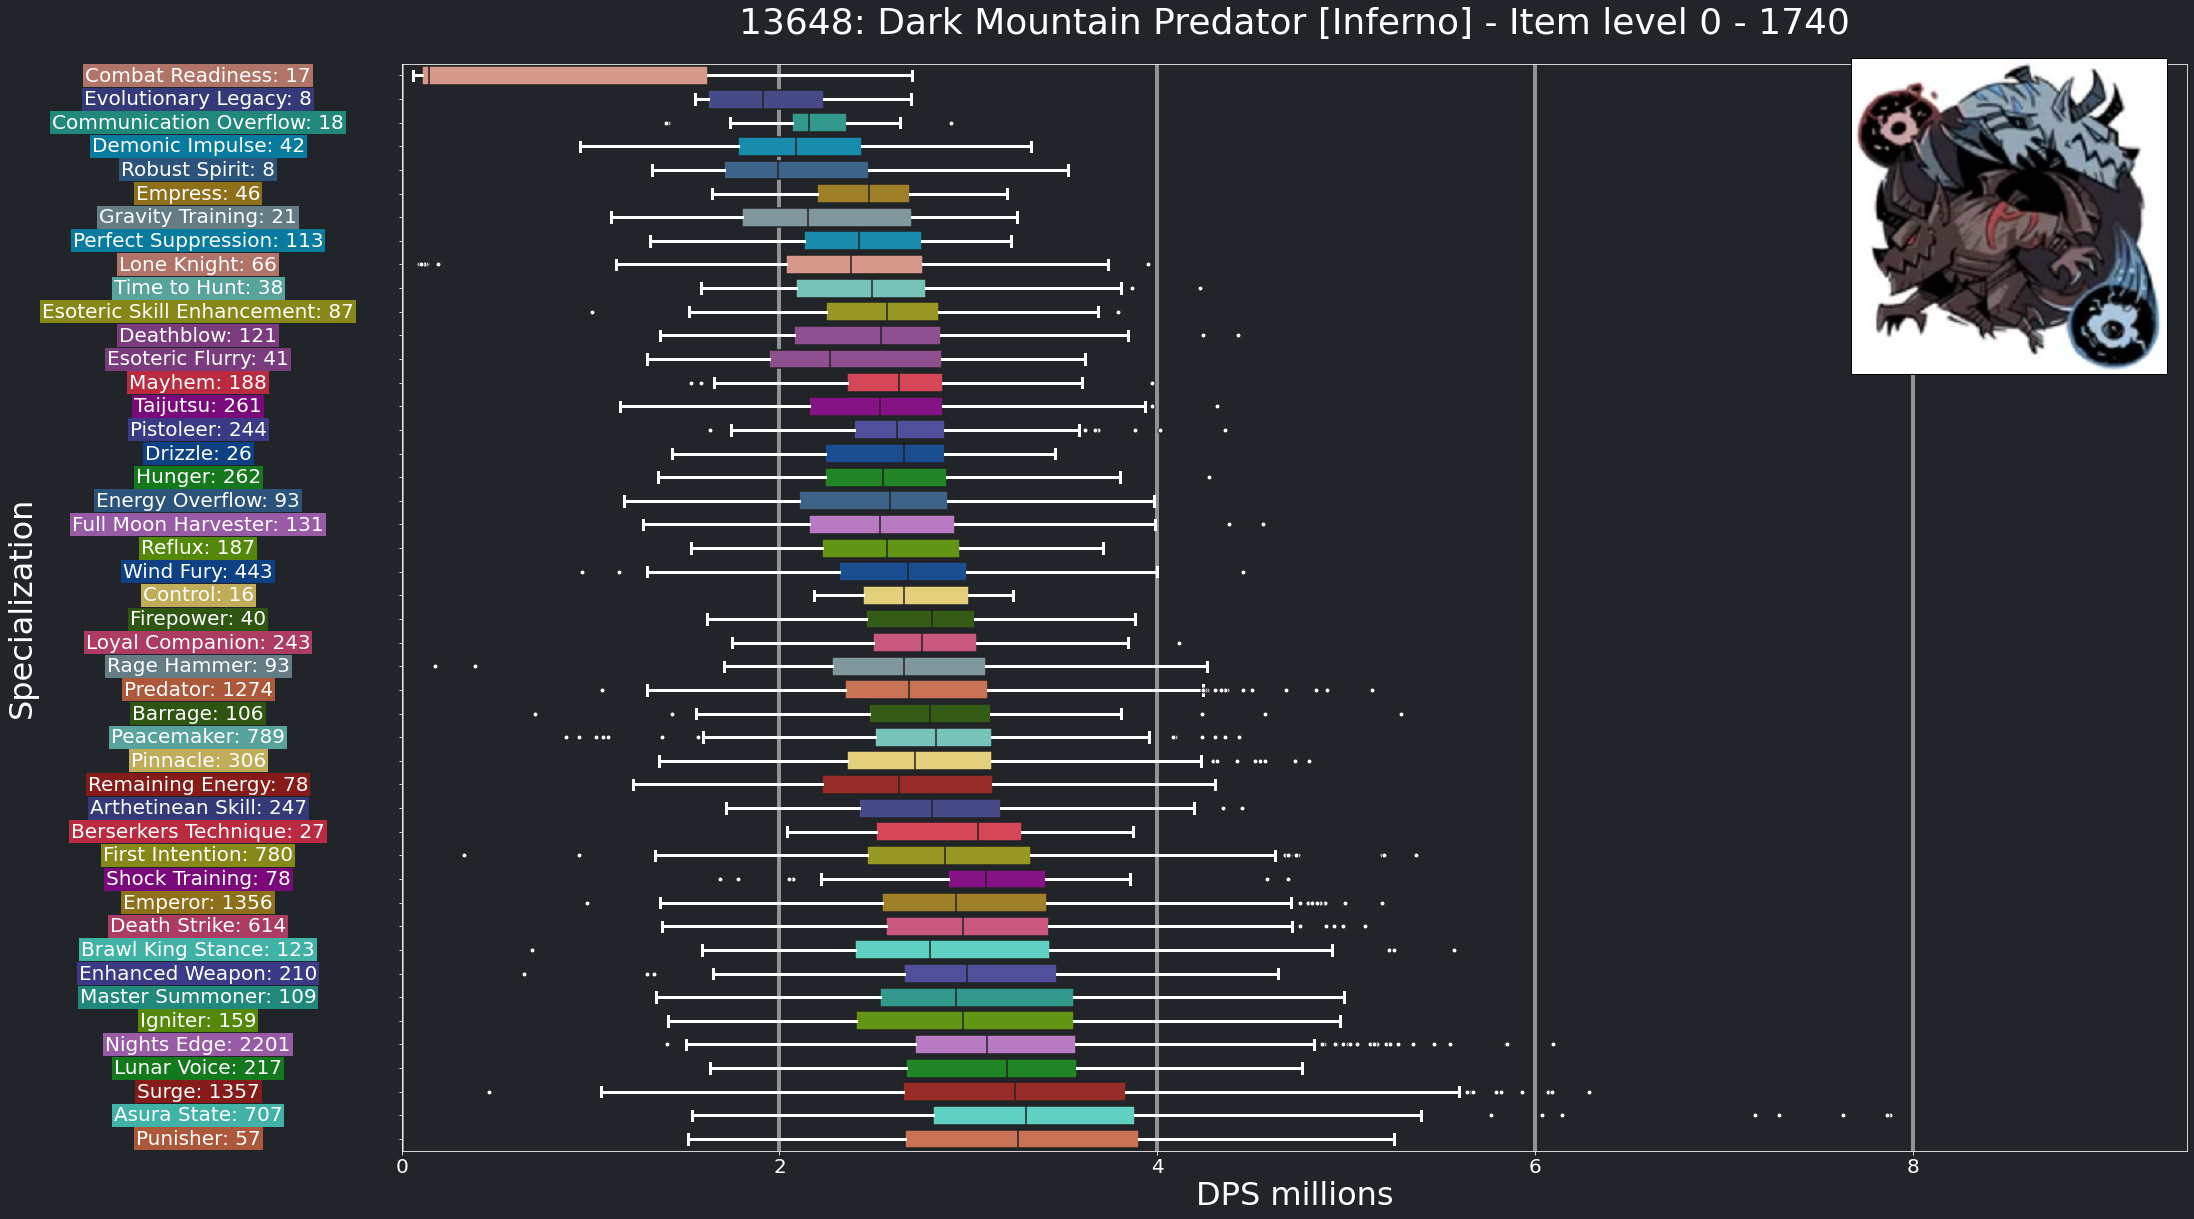 13648: Dark Mountain Predator [Inferno] - Item level 0 - 1740
Specialization
Combat Readiness: 17
Evolutionary Legacy: 8
Communication Overflow: 18
Demonic Impulse: 42
Robust Spirit: 8
Empress: 46
Gravity Training: 21
Perfect Suppression: 113
Lone Knight: 66
Time to Hunt: 38
Esoteric Skill Enhancement: 87
Deathblow: 121
Esoteric Flurry: 41
Mayhem: 188
Taijutsu: 261
Pistoleer: 244
Drizzle: 26
Hunger: 262
Energy Overflow: 93
Full Moon Harvester: 131
Reflux: 187
Wind Fury: 443
Control: 16
Firepower: 40
Loyal Companion: 243
Rage Hammer: 93
Predator: 1274
Barrage: 106
Peacemaker: 789
Pinnacle: 306
Remaining Energy: 78
Arthetinean Skill: 247
Berserkers Technique: 27
First Intention: 780
Shock Training: 78
Emperor: 1356
Death Strike: 614
Brawl King Stance: 123
Enhanced Weapon: 210
Master Summoner: 109
Igniter: 159
Nights Edge: 2201
Lunar Voice: 217
Surge: 1357
Asura State: 707
Punisher: 57
0 2 4 6 8
DPS millions